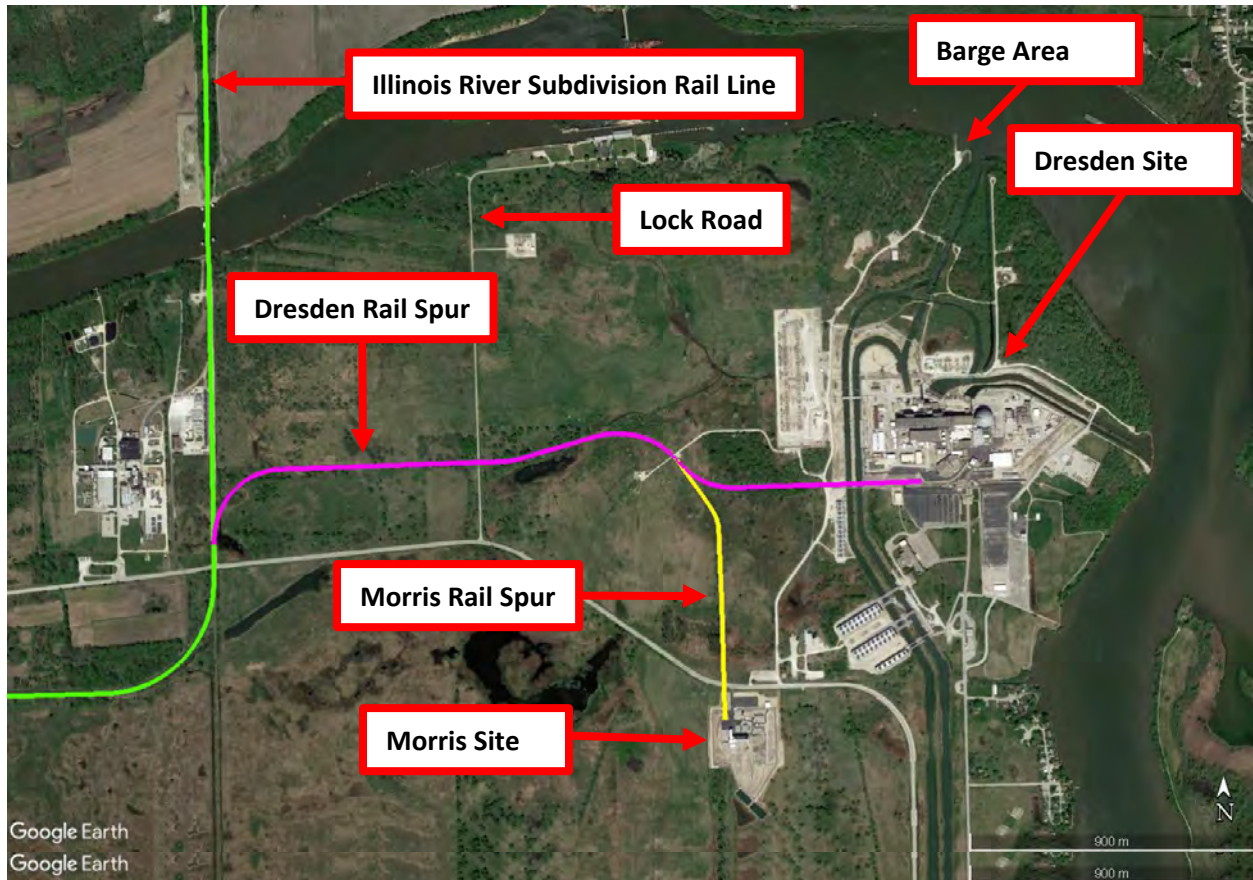 Barge Area
Illinois River Subdivision Rail Line
Dresden Site
Lock Road
Dresden Rail Spur
Morris Rail Spur
Morris Site
N
Google Earth
900 m
Google Earth
900 m